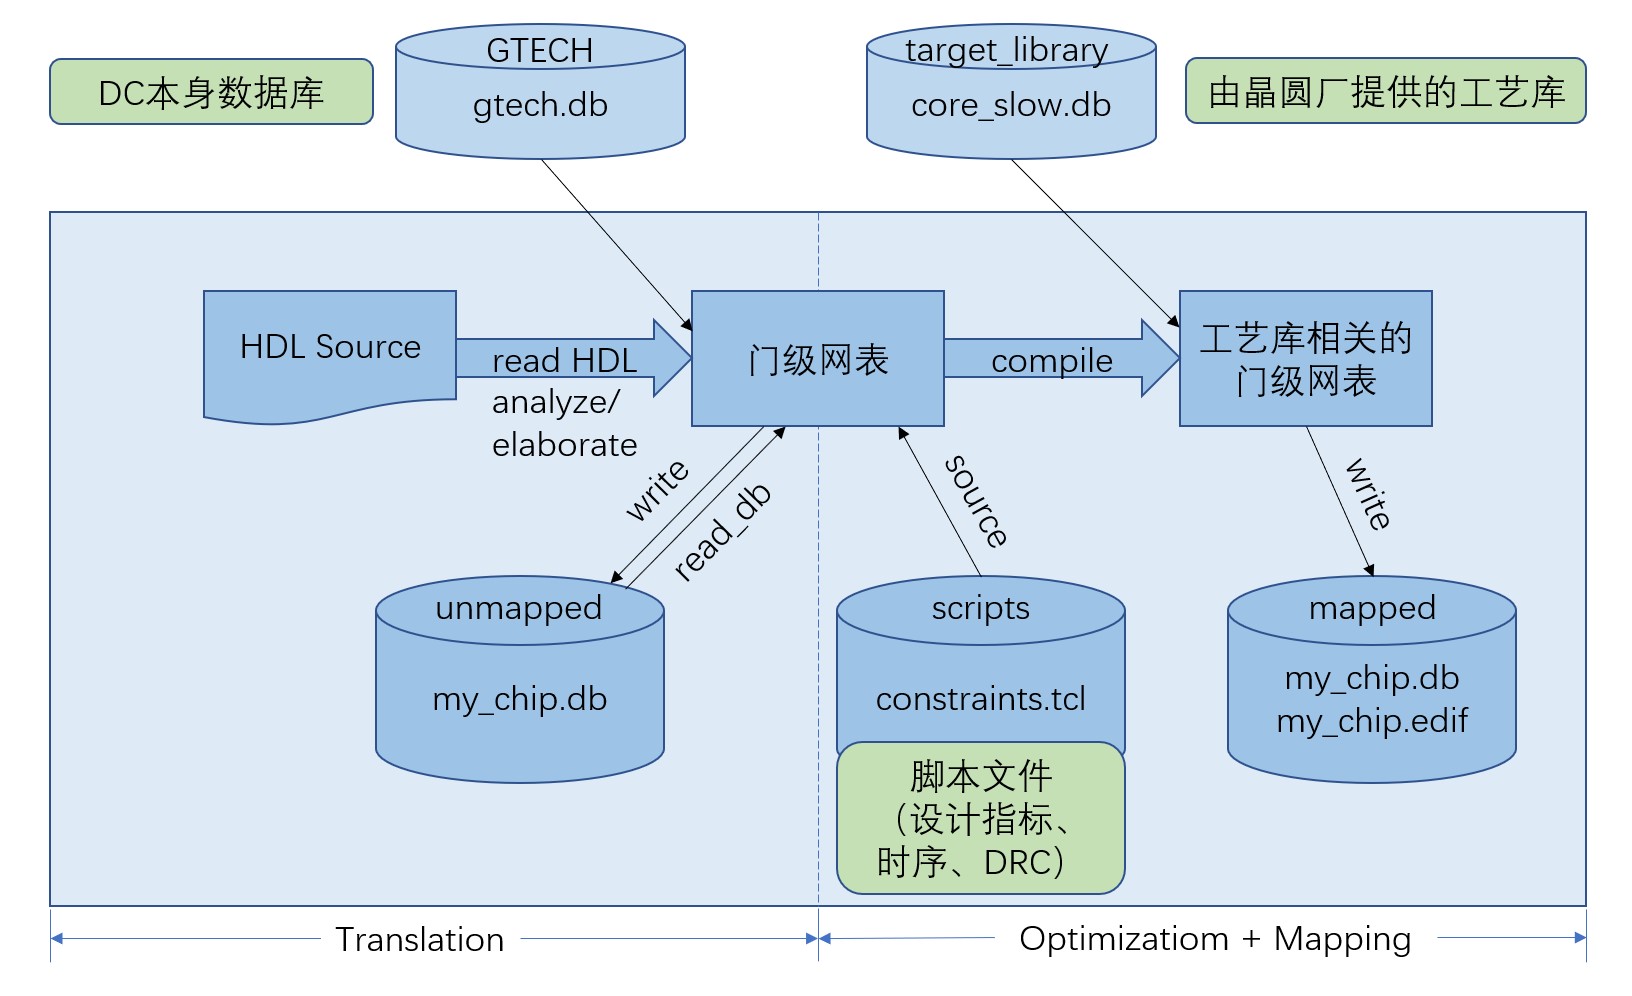 DC本身数据库
GTECH
gtech.db
target_library
core_slow.db
由晶圆厂提供的工艺库
HDL Source
read HDL
analyze/
elaborate
门级网表
compile
工艺库相关的
门级网表
write
read_db
source
write
unmapped
my_chip.db
scripts
constraints.tcl
脚本文件
（设计指标、
时序、DRC）
mapped
my_chip.db
my_chip.edif
Translation
Optimizatiom + Mapping